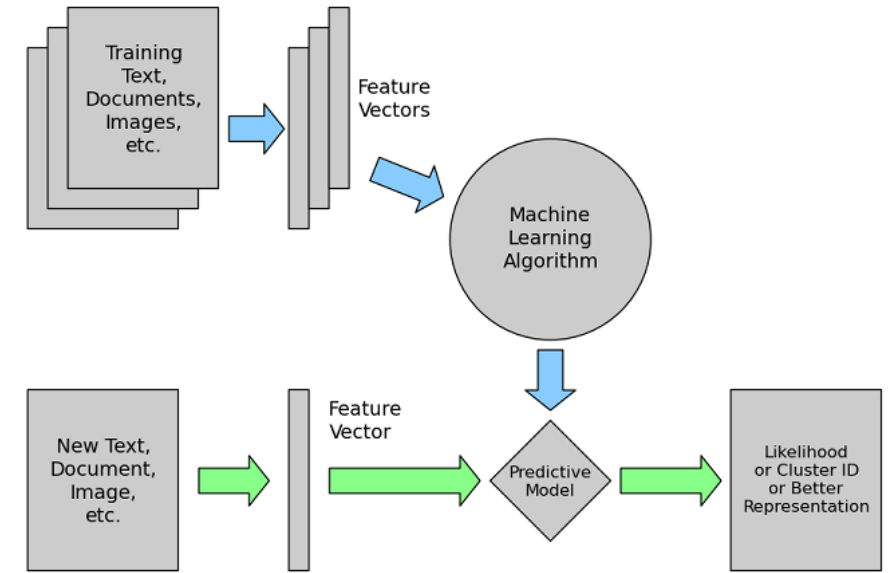 Training
Text,
Documents,
Images,
etc.
Feature
Vectors
Machine
Learning
Algorithm
New Text,
Document,
Image,
etc.
Feature
Vector
Predictive
Model
Likelihood
or Cluster ID
or Better
Representation